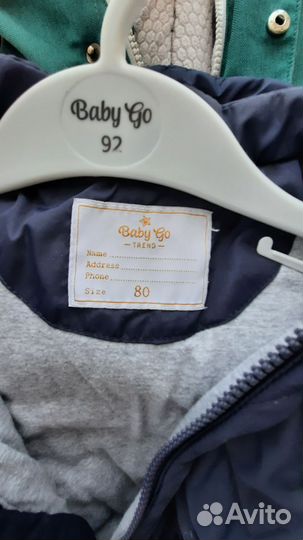 Baby Go
92
Baby Go
TREND
Name
Address
Phone
Size 80
Avito